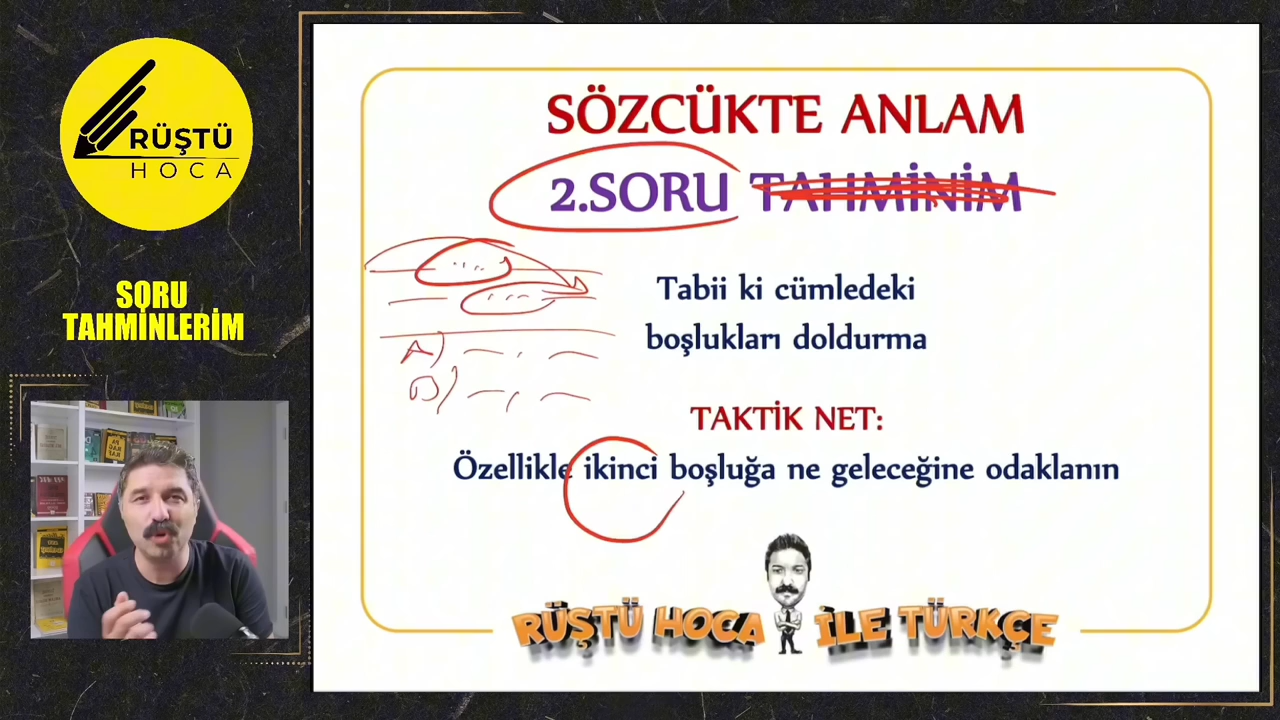 RÜŞTÜ
HOCA
SORU
TAHMİNLERİM
SÖZCÜKTE ANLAM
2.SORU TAHMİNİM
A)
B)
Tabii ki cümledeki
boşlukları doldurma
TAKTİK NET:
Özellikle ikinci boşluğa ne geleceğine odaklanın
RÜŞTÜ HOCA İLE TÜRKÇE